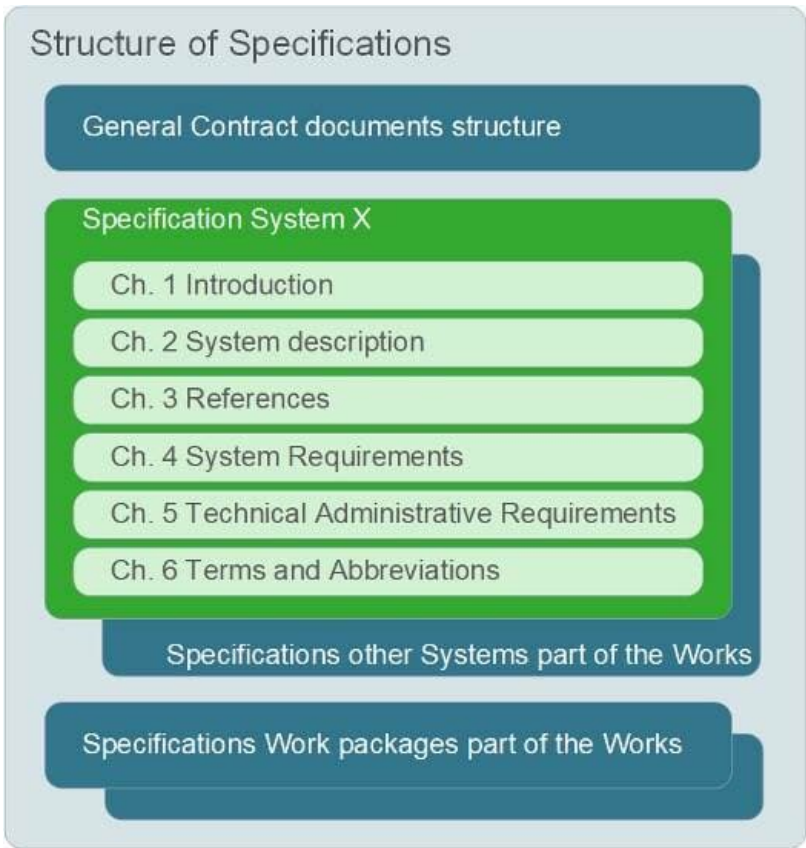 Structure of Specifications
General Contract documents structure
Specification System X
Ch. 1 Introduction
Ch. 2 System description
Ch. 3 References
Ch. 4 System Requirements
Ch. 5 Technical Administrative Requirements
Ch. 6 Terms and Abbreviations
Specifications other Systems part of the Works
Specifications Work packages part of the Works